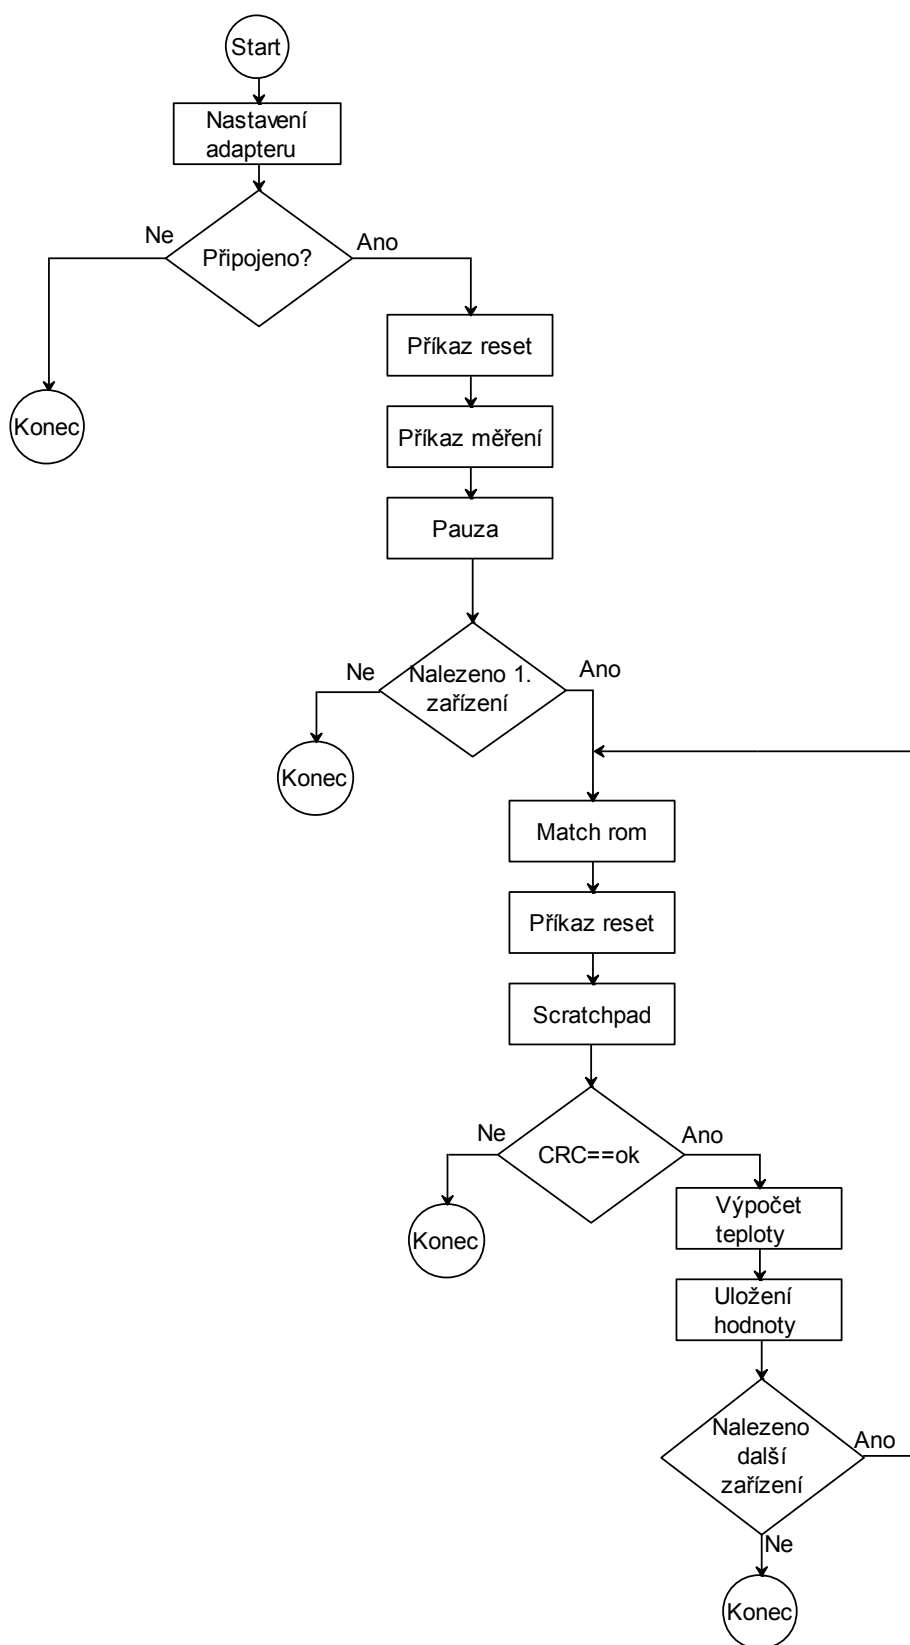 Start
Nastavení
adapteru
Ne
Připojeno?
Ano
Příkaz reset
Konec
Příkaz měření
Pauza
Ne
Nalezeno 1.
zařízení
Ano
Konec
Match rom
Příkaz reset
Scratchpad
Ne
CRC==ok
Ano
Výpočet
teploty
Konec
Uložení
hodnoty
Nalezeno
další
zařízení
Ano
Ne
Konec